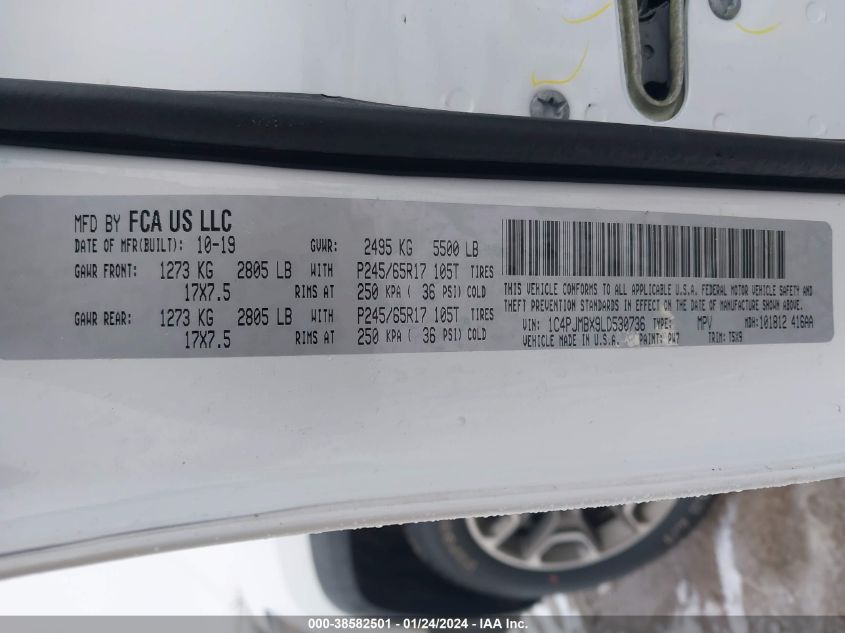 MFD BY FCA US LLC
DATE OF MFR(BUILT): 10-19 GVWR: 2495 KG 5500 LB
GAWR FRONT: 1273 KG 2805 LB WITH P245/65R17 105T TIRES
17X7.5 RIMS AT 250 KPA ( 36 PSI) COLD
GAWR REAR: 1273 KG 2805 LB WITH P245/65R17 105T TIRES
17X7.5 RIMS AT 250 KPA ( 36 PSI) COLD
THIS VEHICLE CONFORMS TO ALL APPLICABLE U.S.A. FEDERAL MOTOR VEHICLE SAFETY AND
THEFT PREVENTION STANDARDS IN EFFECT ON THE DATE OF MANUFACTURE SHOWN ABOVE.
VIN: 1C4PJMBX9LD530736 TYPE: MPV MDH: 101812 416AA
VEHICLE MADE IN U.S.A. PAINT: PW7 TRIM: T5X9
000-38582501 - 01/24/2024 - IAA Inc.